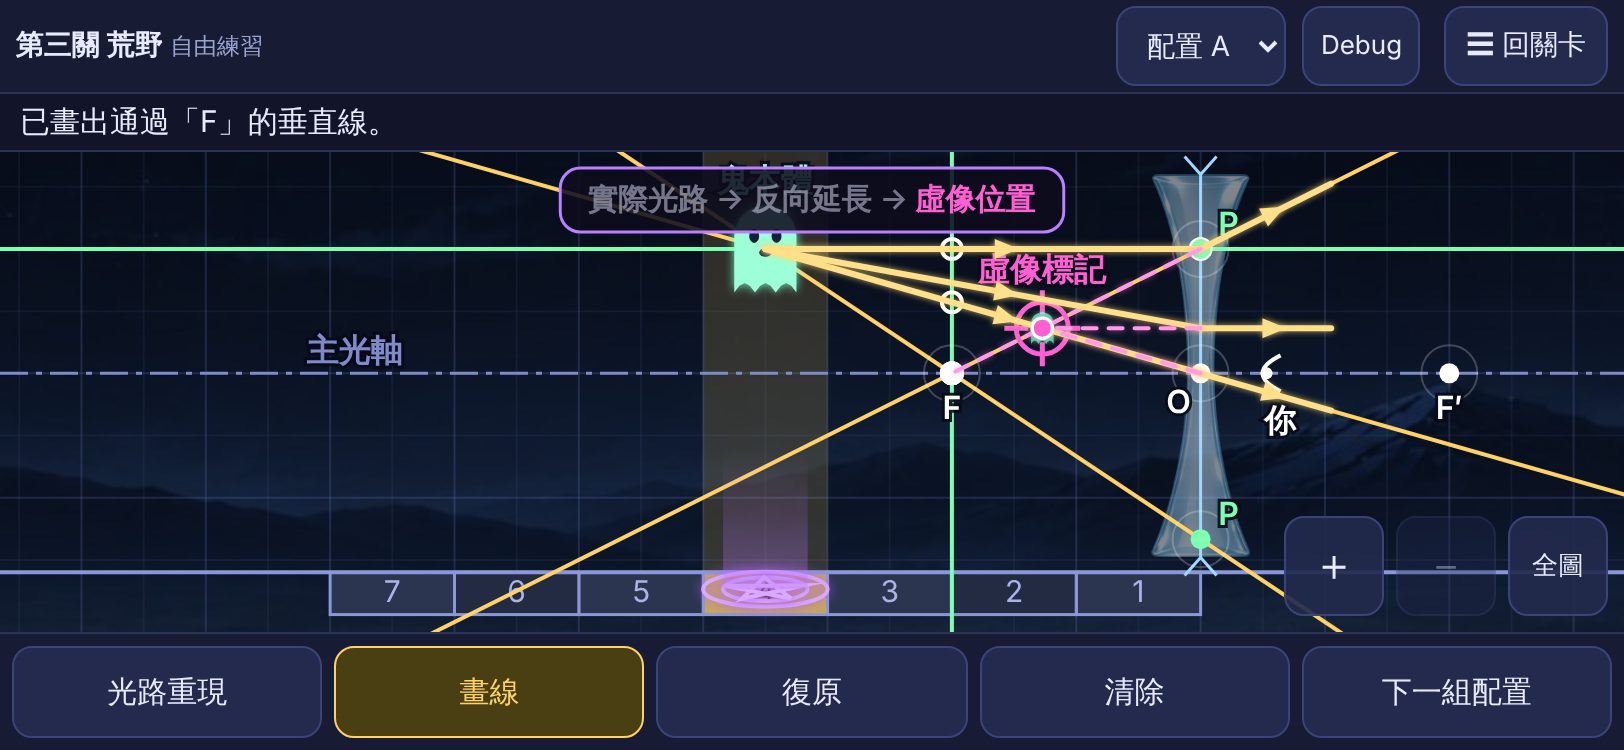 第三關 荒野 自由練習
配置 A
Debug
☰ 回關卡
已畫出通過「F」的垂直線。
鬼本體
實際光路 → 反向延長 → 虛像位置
P
虛像標記
主光軸
F
O
你
F′
P
7
6
5
3
2
1
+
−
全圖
光路重現
畫線
復原
清除
下一組配置